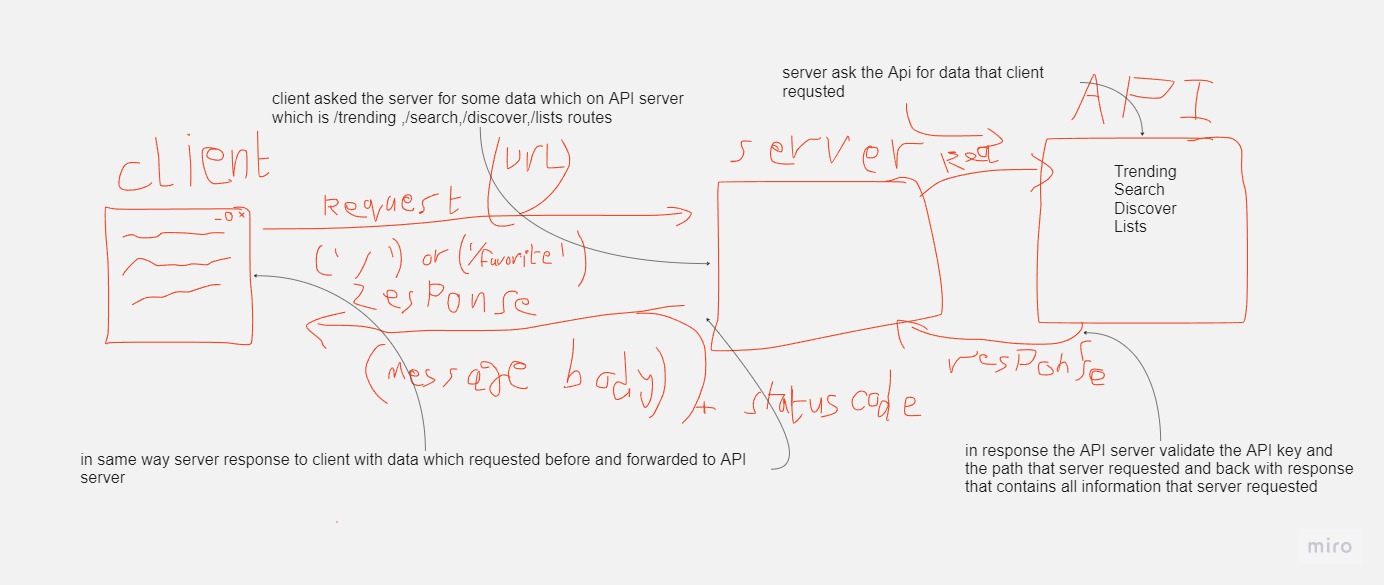 server ask the Api for data that client
requsted
API
client asked the server for some data which on API server
which is /trending ,/search,/discover,/lists routes
client
(URL)
server
Req
Trending
Search
Discover
Lists
- o x
Request
('/') or ('/favorite')
Response
(message body) + status code
response
in same way server response to client with data which requested before and forwarded to API
server
in response the API server validate the API key and
the path that server requested and back with response
that contains all information that server requested
miro